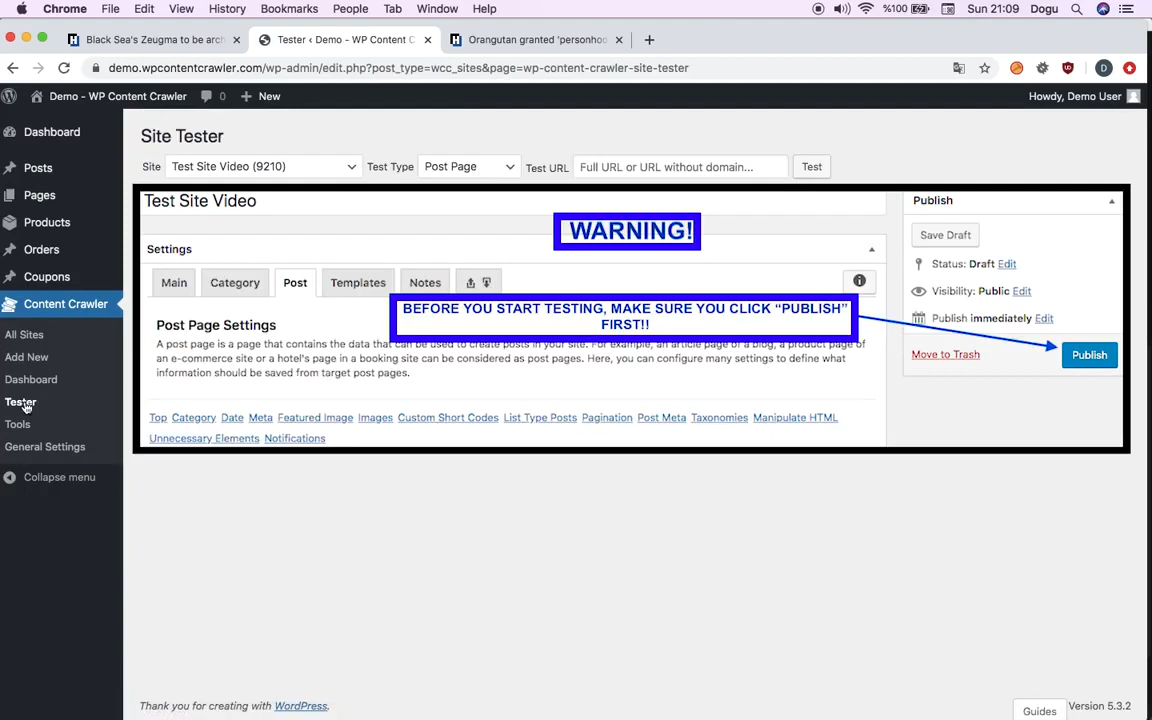 Chrome File Edit View History Bookmarks People Tab Window Help %100 Sun 21:09 Dogu
Black Sea's Zeugma to be arch Tester ‹ Demo - WP Content C Orangutan granted 'personhoo
demo.wpcontentcrawler.com/wp-admin/edit.php?post_type=wcc_sites&page=wp-content-crawler-site-tester D
Demo - WP Content Crawler 0 New Howdy, Demo User
Dashboard
Posts
Pages
Products
Orders
Coupons
Content Crawler
All Sites
Add New
Dashboard
Tester
Tools
General Settings
Collapse menu
Site Tester
Site Test Site Video (9210) Test Type Post Page Test URL Full URL or URL without domain... Test
Test Site Video
WARNING!
Settings
Main Category Post Templates Notes
BEFORE YOU START TESTING, MAKE SURE YOU CLICK “PUBLISH”
FIRST!!
Post Page Settings
A post page is a page that contains the data that can be used to create posts in your site. For example, an article page of a blog, a product page of
an e-commerce site or a hotel's page in a booking site can be considered as post pages. Here, you can configure many settings to define what
information should be saved from target post pages.
Top Category Date Meta Featured Image Images Custom Short Codes List Type Posts Pagination Post Meta Taxonomies Manipulate HTML
Unnecessary Elements Notifications
Publish
Save Draft
Status: Draft Edit
Visibility: Public Edit
Publish immediately Edit
Move to Trash Publish
Thank you for creating with WordPress.
Guides Version 5.3.2